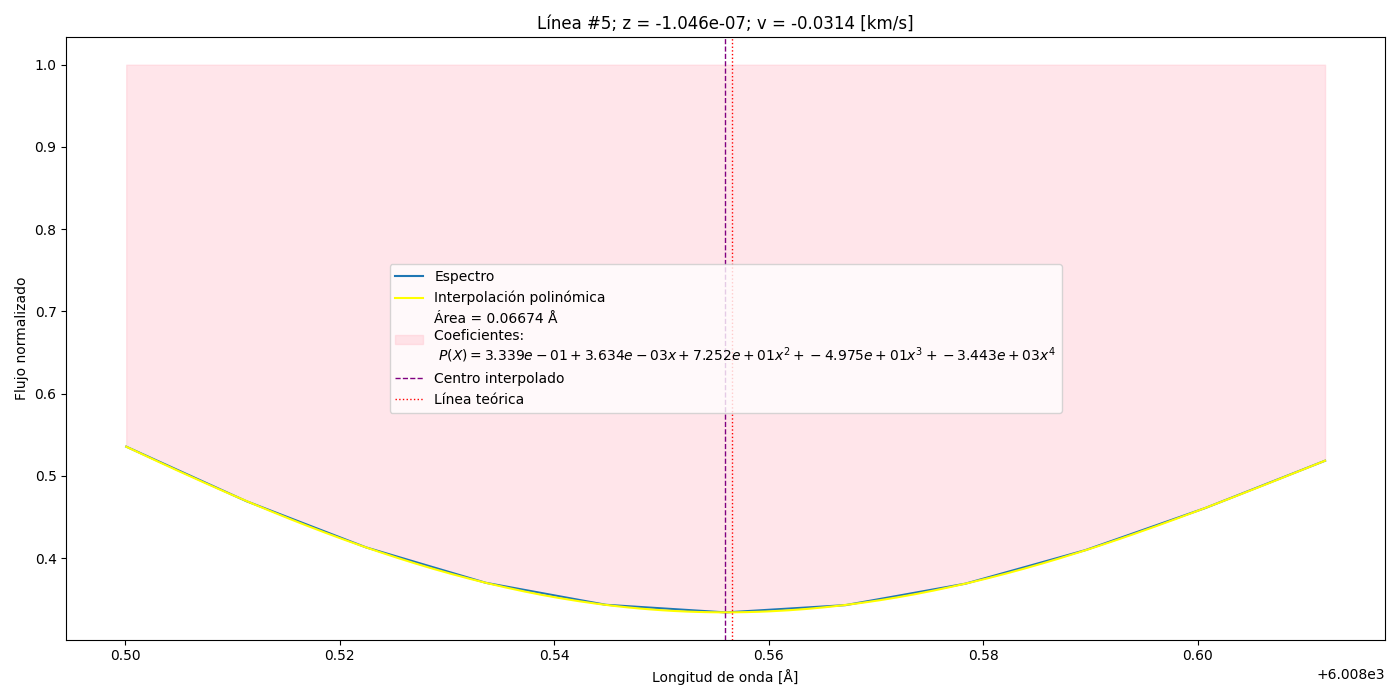 Línea #5; z = -1.046e-07; v = -0.0314 [km/s]
Flujo normalizado
1.0
0.9
0.8
0.7
0.6
0.5
0.4
Espectro
Interpolación polinómica
Área = 0.06674 Å
Coeficientes:
P(X) = 3.339e − 01 + 3.634e − 03x + 7.252e + 01x² + −4.975e + 01x³ + −3.443e + 03x⁴
Centro interpolado
Línea teórica
0.50 0.52 0.54 0.56 0.58 0.60
+6.008e3
Longitud de onda [Å]